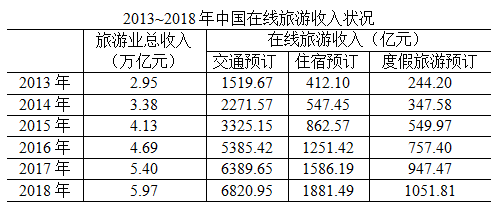 2013~2018年中国在线旅游收入状况
旅游业总收入（万亿元） 在线旅游收入（亿元）
交通预订 住宿预订 度假旅游预订
2013年 2.95 1519.67 412.10 244.20
2014年 3.38 2271.57 547.45 347.58
2015年 4.13 3325.15 862.57 549.97
2016年 4.69 5385.42 1251.42 757.40
2017年 5.40 6389.65 1586.19 947.47
2018年 5.97 6820.95 1881.49 1051.81